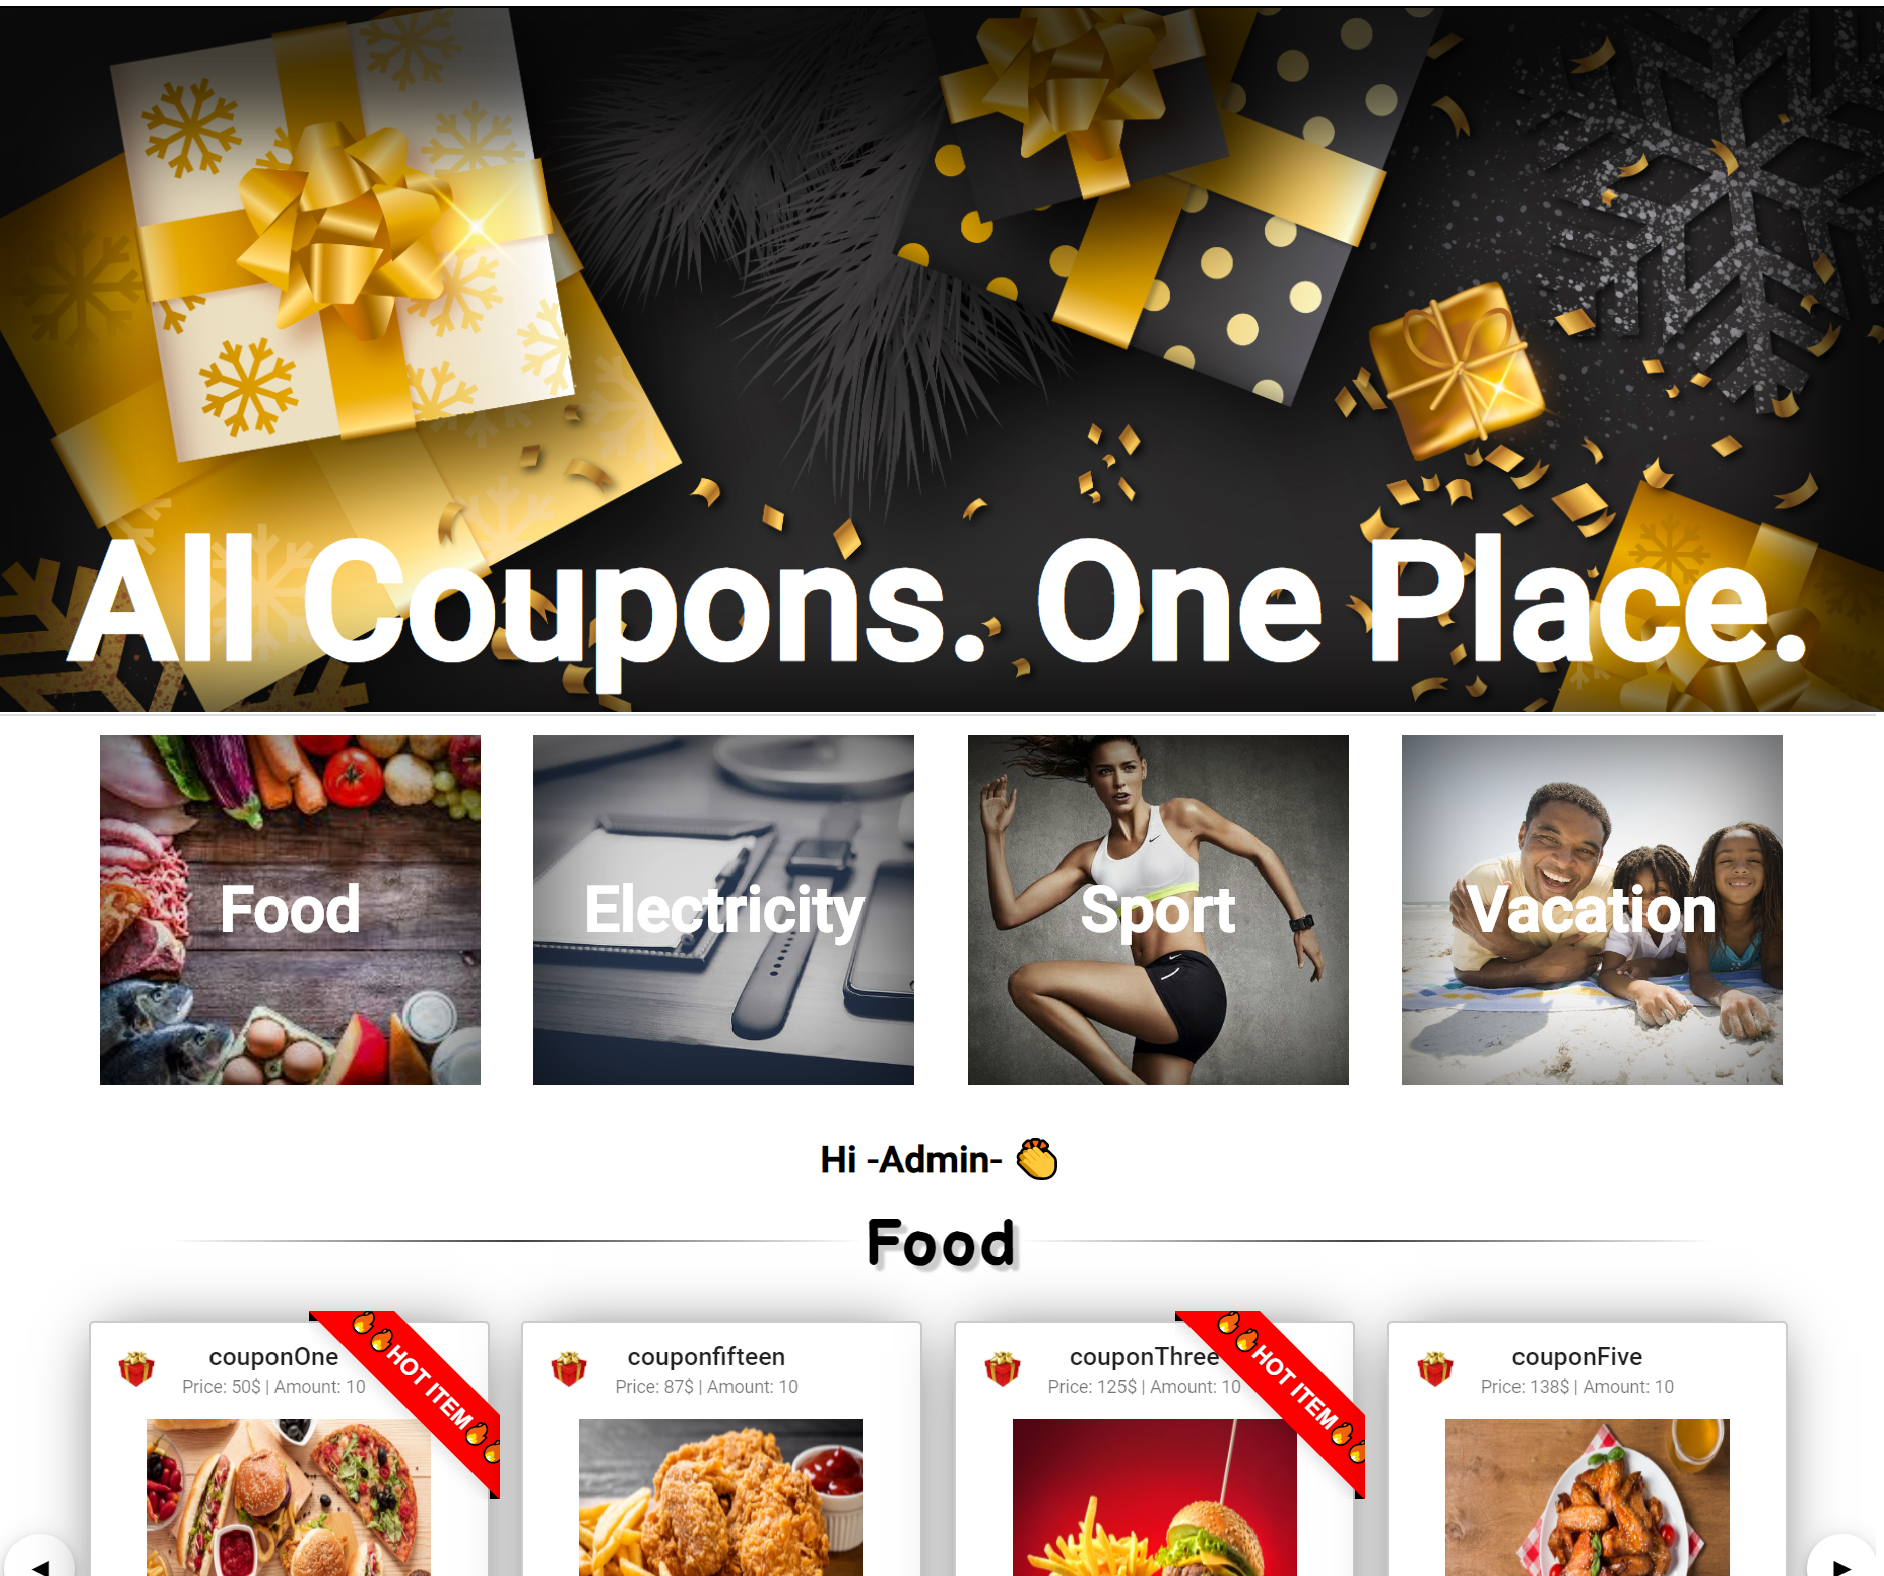 All Coupons. One Place.
Food
Electricity
Sport
Vacation
Hi -Admin- 👏
Food
couponOne
Price: 50$ | Amount: 10
🔥🔥HOT ITEM🔥🔥
couponfifteen
Price: 87$ | Amount: 10
couponThree
Price: 125$ | Amount: 10
🔥🔥HOT ITEM🔥🔥
couponFive
Price: 138$ | Amount: 10